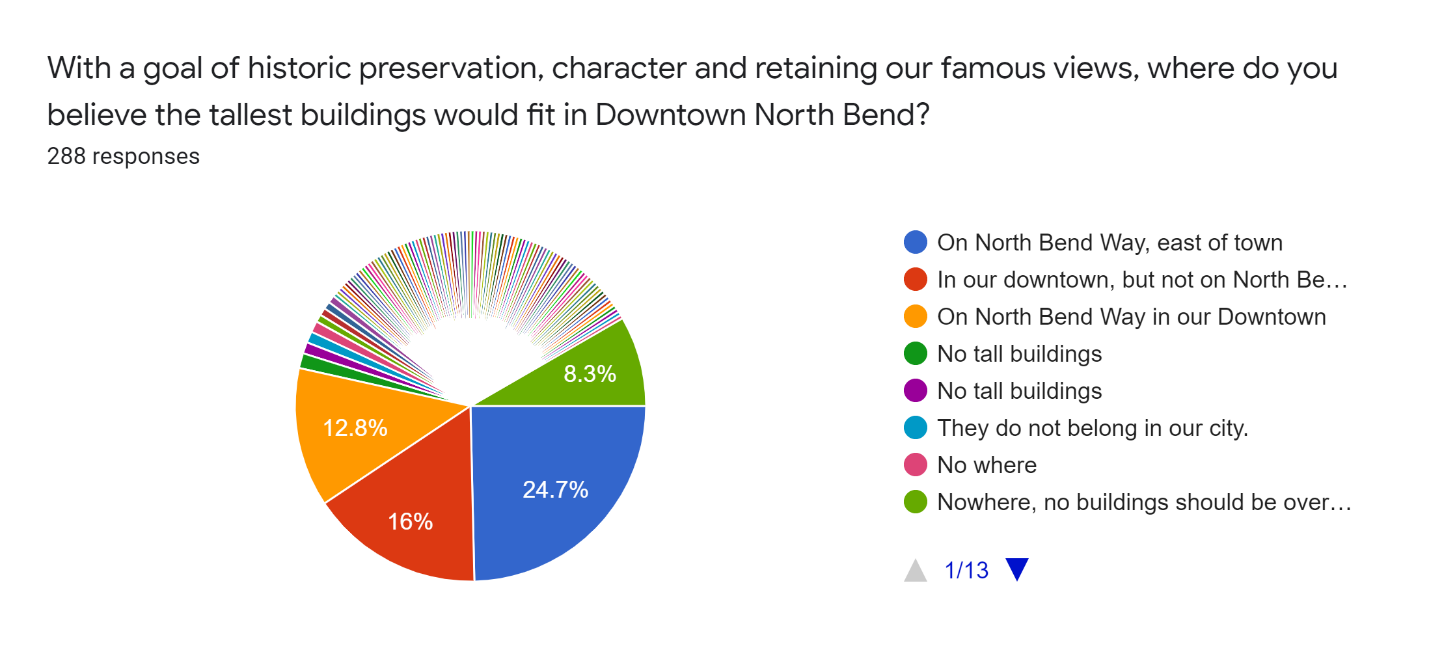 With a goal of historic preservation, character and retaining our famous views, where do you
believe the tallest buildings would fit in Downtown North Bend?
288 responses
On North Bend Way, east of town
In our downtown, but not on North Be…
On North Bend Way in our Downtown
No tall buildings
No tall buildings
They do not belong in our city.
No where
Nowhere, no buildings should be over…
1/13
8.3%
12.8%
24.7%
16%